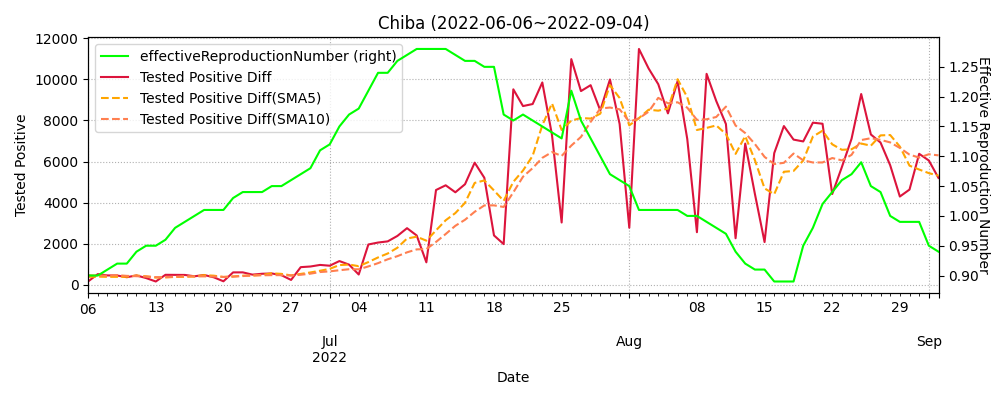 Chiba (2022-06-06~2022-09-04)
effectiveReproductionNumber (right)
Tested Positive Diff
Tested Positive Diff(SMA5)
Tested Positive Diff(SMA10)
Tested Positive
12000
10000
8000
6000
4000
2000
0
Effective Reproduction Number
1.25
1.20
1.15
1.10
1.05
1.00
0.95
0.90
06 13 20 27 04 11 18 25 08 15 22 29
Jul Aug Sep
2022
Date